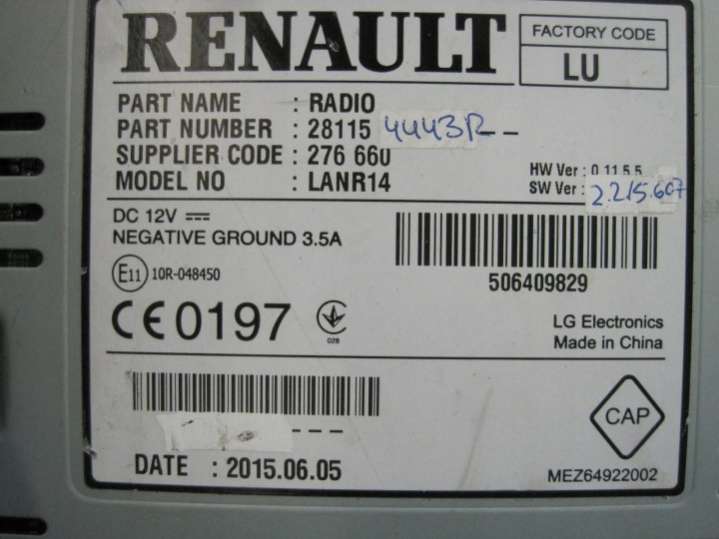 RENAULT
FACTORY CODE
LU
PART NAME : RADIO
PART NUMBER : 28115 4443R--
SUPPLIER CODE : 276 660
MODEL NO : LANR14
HW Ver : 0.11.5.5
SW Ver : 2.215.607
DC 12V
NEGATIVE GROUND 3.5A
E11 10R-048450
506409829
CE0197
028
LG Electronics
Made in China
---
CAP
DATE : 2015.06.05
MEZ64922002